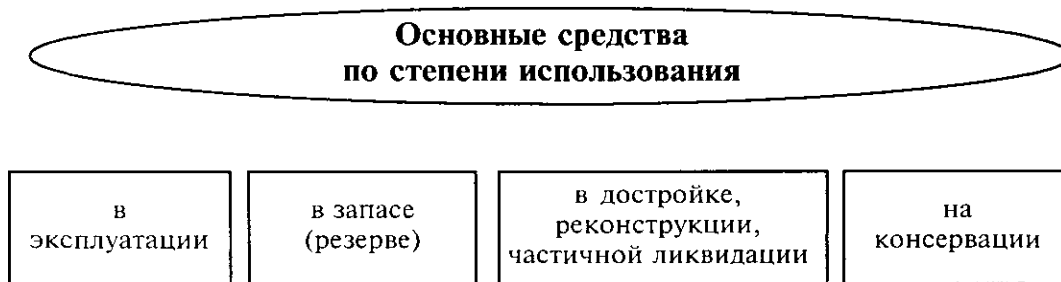 Основные средства
по степени использования
в
эксплуатации
в запасе
(резерве)
в достройке,
реконструкции,
частичной ликвидации
на
консервации